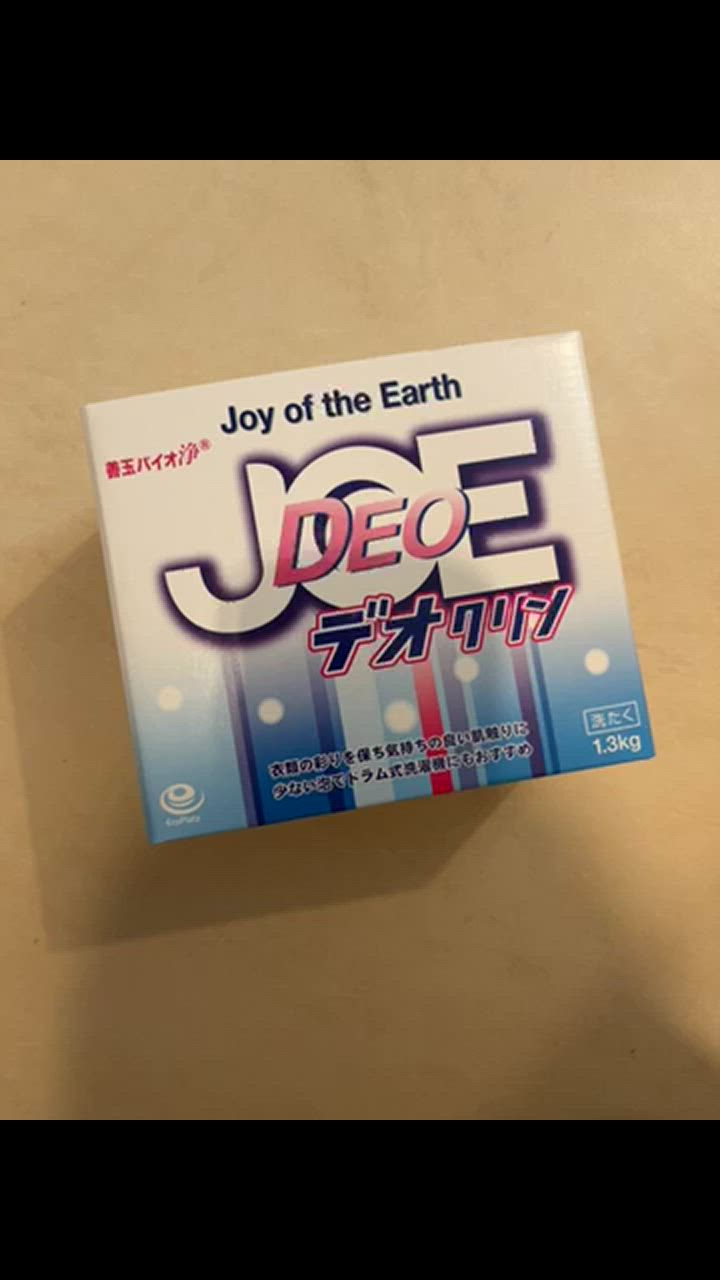 Joy of the Earth
善玉バイオ浄®
JOE
DEO
デオクリン
衣類の彩りを保ち気持ちの良い肌触りに
少ない泡でドラム式洗濯機にもおすすめ
洗たく
1.3kg